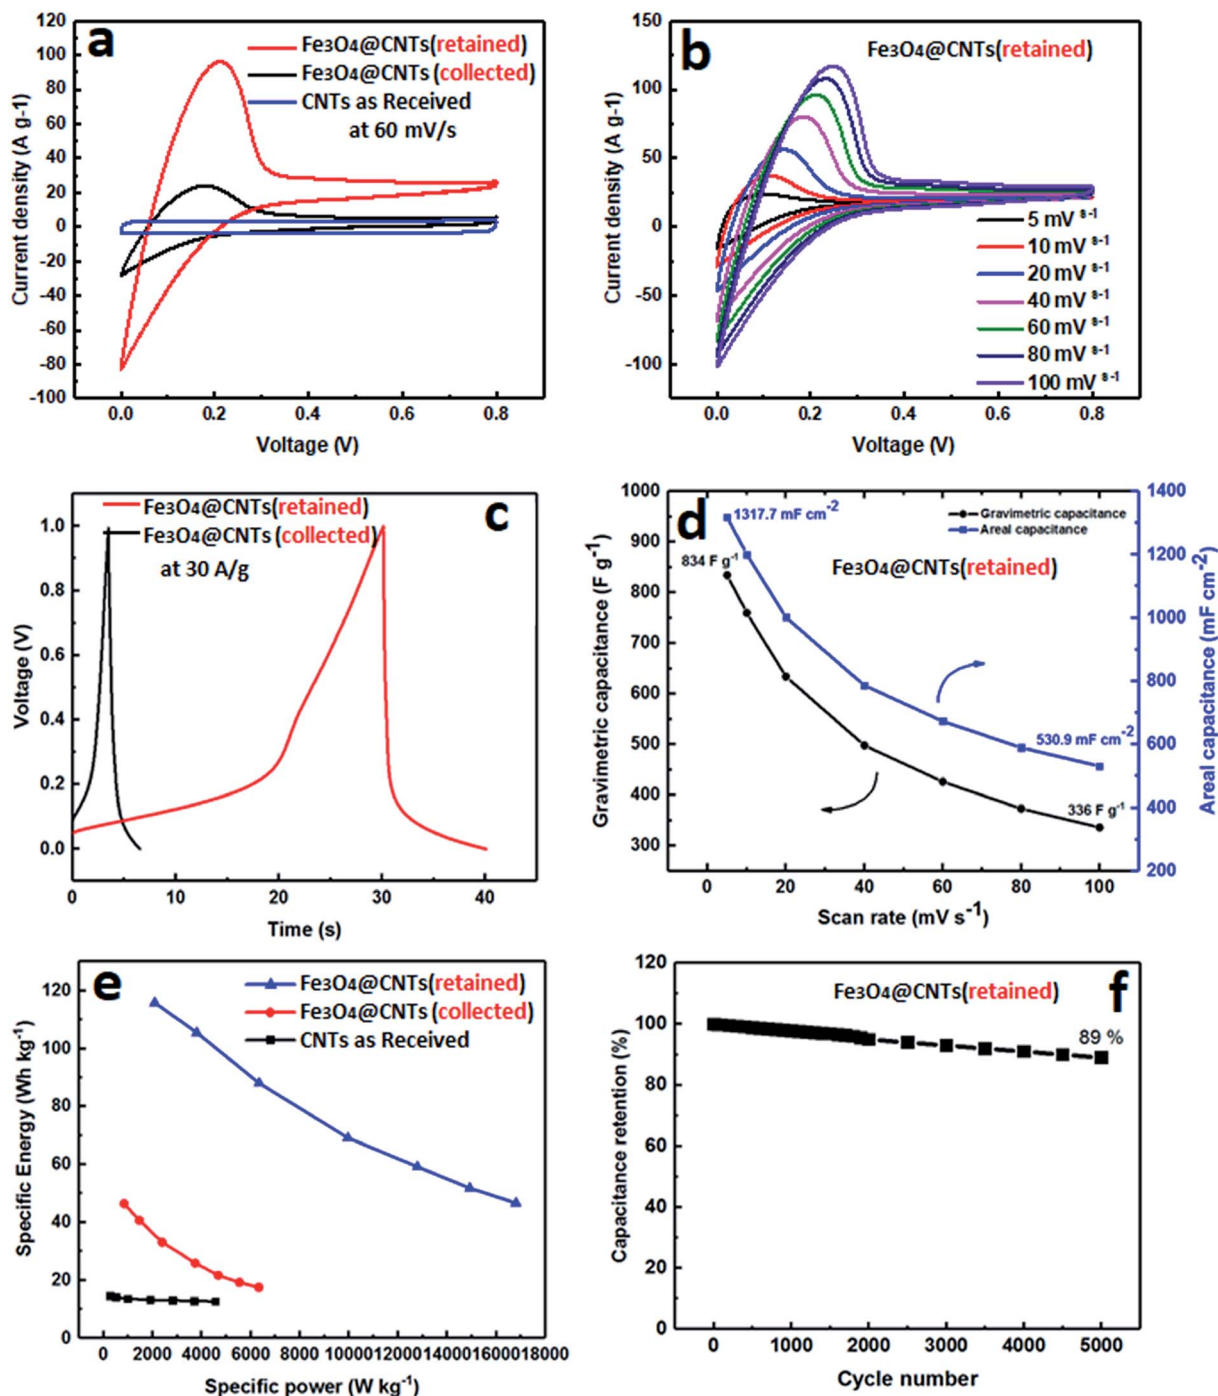 a
Fe3O4@CNTs(retained)
Fe3O4@CNTs (collected)
CNTs as Received
at 60 mV/s
Current density (A g-1)
120
100
80
60
40
20
0
-20
-40
-60
-80
-100
0.0
0.2
0.4
0.6
0.8
Voltage (V)
b
Fe3O4@CNTs(retained)
Current density (A g-1)
150
100
50
0
-50
-100
5 mV s-1
10 mV s-1
20 mV s-1
40 mV s-1
60 mV s-1
80 mV s-1
100 mV s-1
0.0
0.2
0.4
0.6
0.8
Voltage (V)
c
Fe3O4@CNTs(retained)
Fe3O4@CNTs (collected)
at 30 A/g
Voltage (V)
1.0
0.8
0.6
0.4
0.2
0.0
0
10
20
30
40
Time (s)
d
Gravimetric capacitance
Areal capacitance
Fe3O4@CNTs(retained)
1317.7 mF cm-2
834 F g-1
530.9 mF cm-2
336 F g-1
Gravimetric capacitance (F g-1)
1000
900
800
700
600
500
400
300
Areal capacitance (mF cm-2)
1400
1200
1000
800
600
400
200
0
20
40
60
80
100
Scan rate (mV s-1)
e
Fe3O4@CNTs(retained)
Fe3O4@CNTs (collected)
CNTs as Received
Specific Energy (Wh kg-1)
120
100
80
60
40
20
0
0
2000
4000
6000
8000
10000
12000
14000
16000
18000
Specific power (W kg-1)
f
Fe3O4@CNTs(retained)
89 %
Capacitance retention (%)
120
100
80
60
40
20
0
0
1000
2000
3000
4000
5000
Cycle number